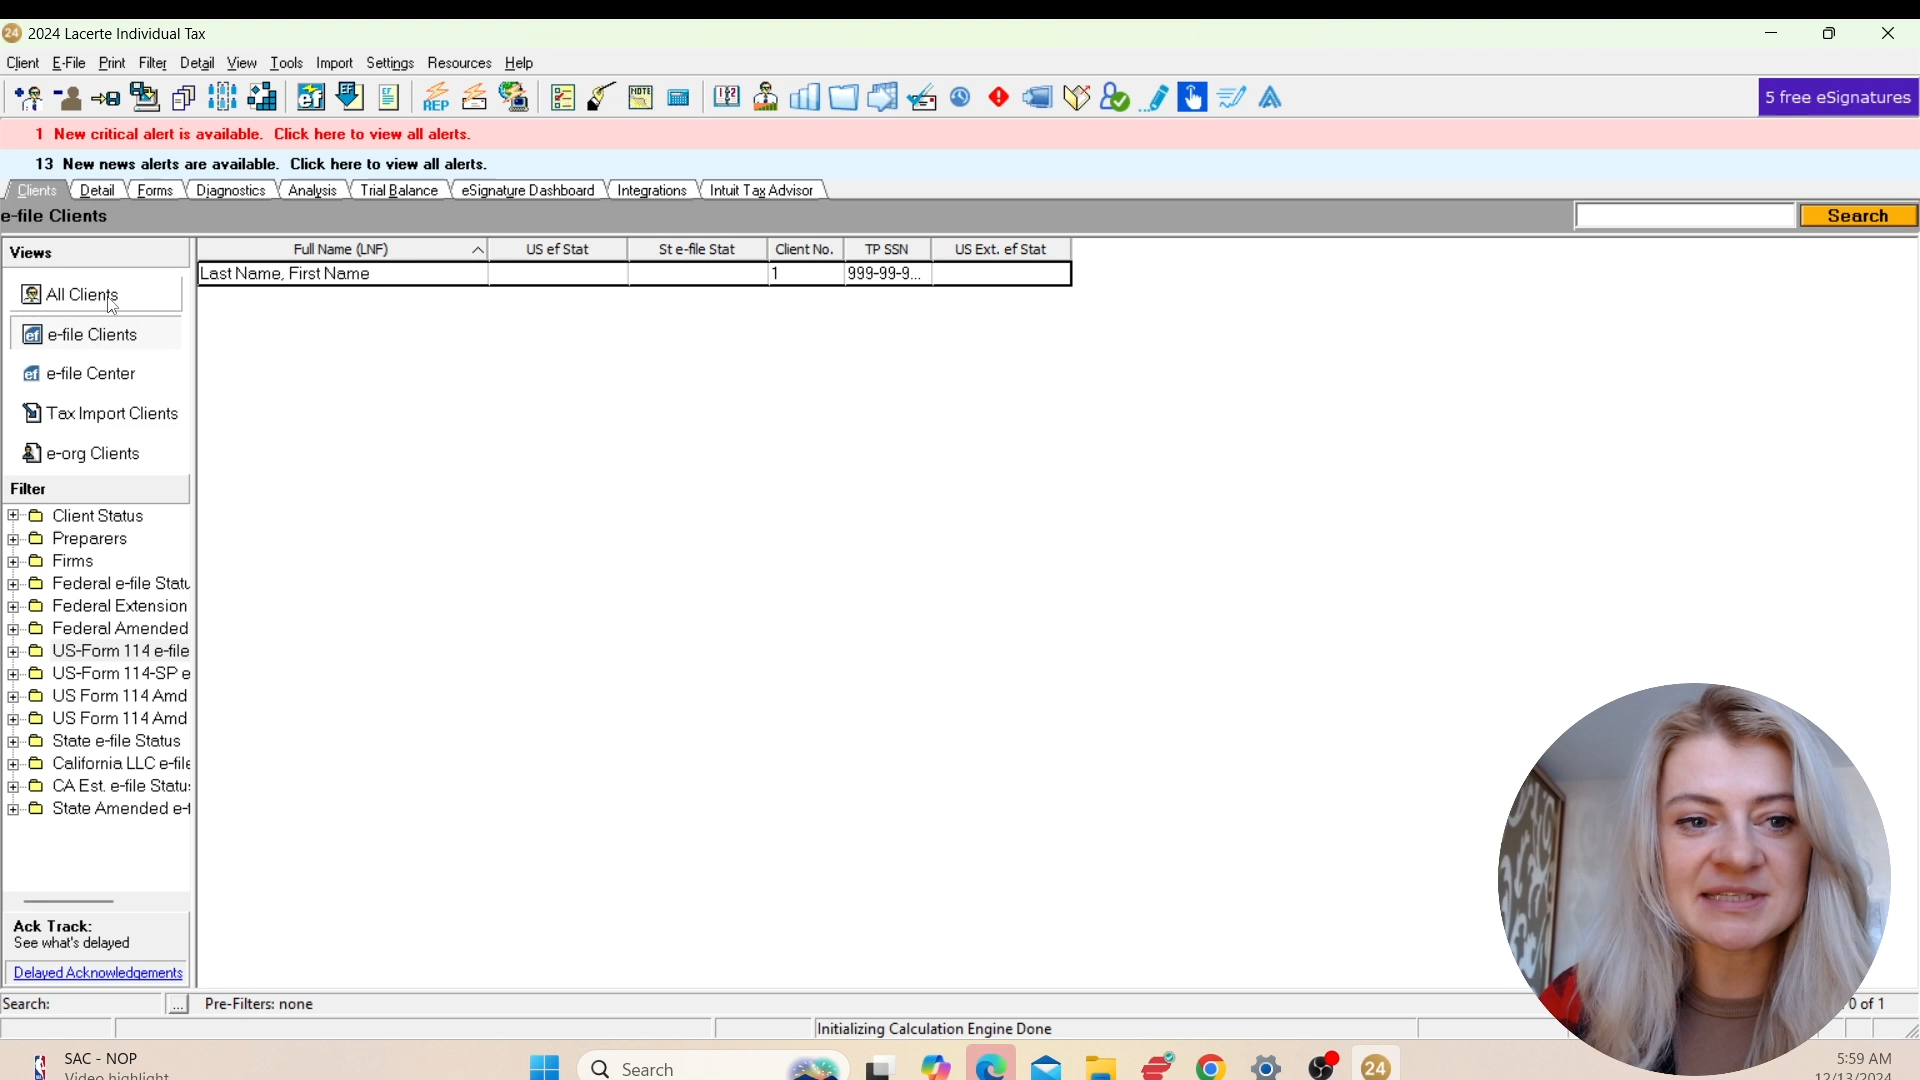 24 2024 Lacerte Individual Tax
Client E-File Print Filter Detail View Tools Import Settings Resources Help
5 free eSignatures
1 New critical alert is available. Click here to view all alerts.
13 New news alerts are available. Click here to view all alerts.
Clients Detail Forms Diagnostics Analysis Trial Balance eSignature Dashboard Integrations Intuit Tax Advisor
e-file Clients
Search
Views
Full Name (LNF) US ef Stat St e-file Stat Client No. TP SSN US Ext. ef Stat
Last Name, First Name 1 999-99-9...
All Clients
e-file Clients
e-file Center
Tax Import Clients
e-org Clients
Filter
Client Status
Preparers
Firms
Federal e-file Statu
Federal Extension
Federal Amended
US-Form 114 e-file
US-Form 114-SP e
US Form 114 Amd
US Form 114 Amd
State e-file Status
California LLC e-file
CA Est. e-file Statu
State Amended e-f
Ack Track:
See what's delayed
Delayed Acknowledgements
Search: ... Pre-Filters: none 0 of 1
Initializing Calculation Engine Done
SAC - NOP
Video highlight
Search
24
5:59 AM
12/13/2024